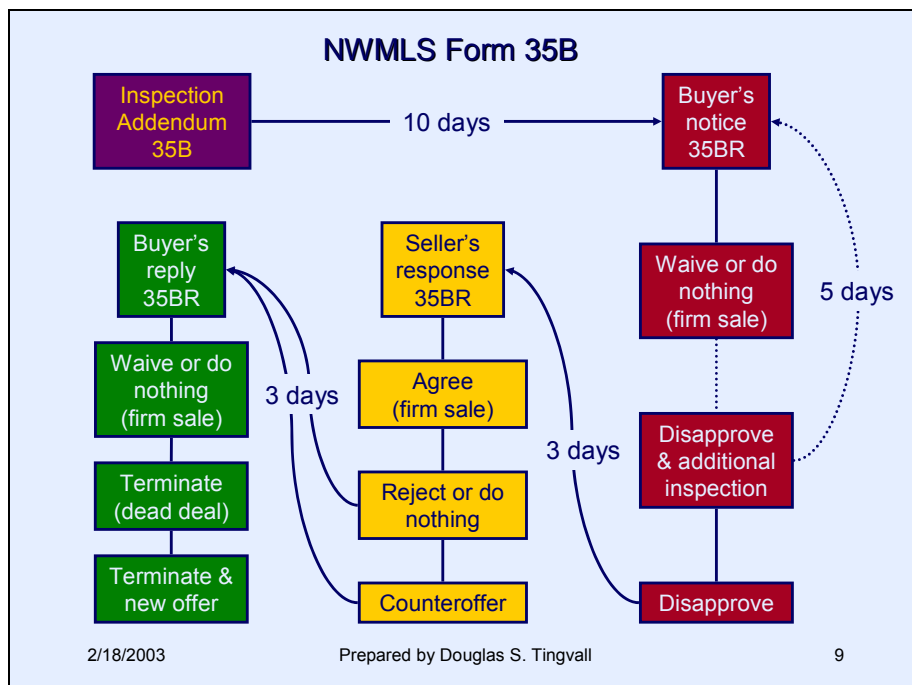 NWMLS Form 35B
Inspection
Addendum
35B
10 days
Buyer's
notice
35BR
Buyer's
reply
35BR
Seller's
response
35BR
Waive or do
nothing
(firm sale)
5 days
Waive or do
nothing
(firm sale)
3 days
Agree
(firm sale)
3 days
Disapprove
& additional
inspection
Terminate
(dead deal)
Reject or do
nothing
Terminate &
new offer
Counteroffer
Disapprove
2/18/2003
Prepared by Douglas S. Tingvall
9